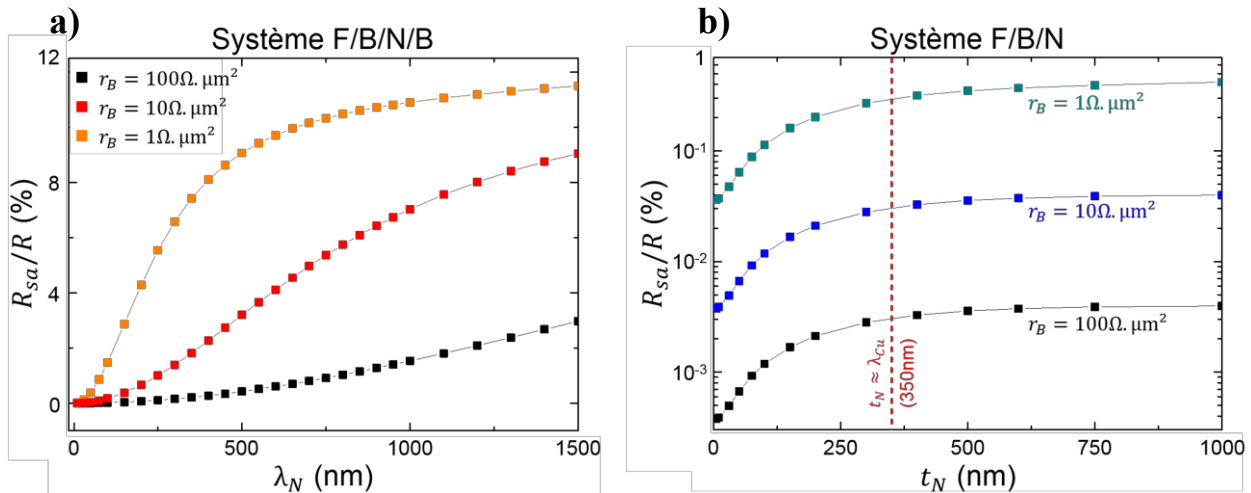 a)
Système F/B/N/B
12
8
4
0
R_sa/R (%)
r_B = 100Ω.μm²
r_B = 10Ω.μm²
r_B = 1Ω.μm²
0
500
1000
1500
λ_N (nm)
b)
Système F/B/N
1
10⁻¹
10⁻²
10⁻³
R_sa/R (%)
r_B = 1Ω.μm²
r_B = 10Ω.μm²
r_B = 100Ω.μm²
t_N ≈ λ_Cu
(350nm)
0
250
500
750
1000
t_N (nm)